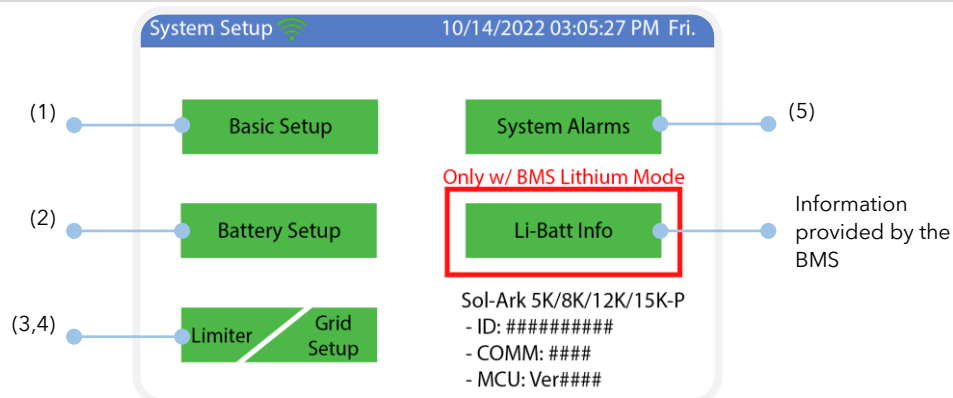 System Setup 10/14/2022 03:05:27 PM Fri.
(1) Basic Setup System Alarms (5)
Only w/ BMS Lithium Mode
(2) Battery Setup Li-Batt Info
Information
provided by the
BMS
(3,4) Limiter Grid
Setup
Sol-Ark 5K/8K/12K/15K-P
- ID: ##########
- COMM: ####
- MCU: Ver####